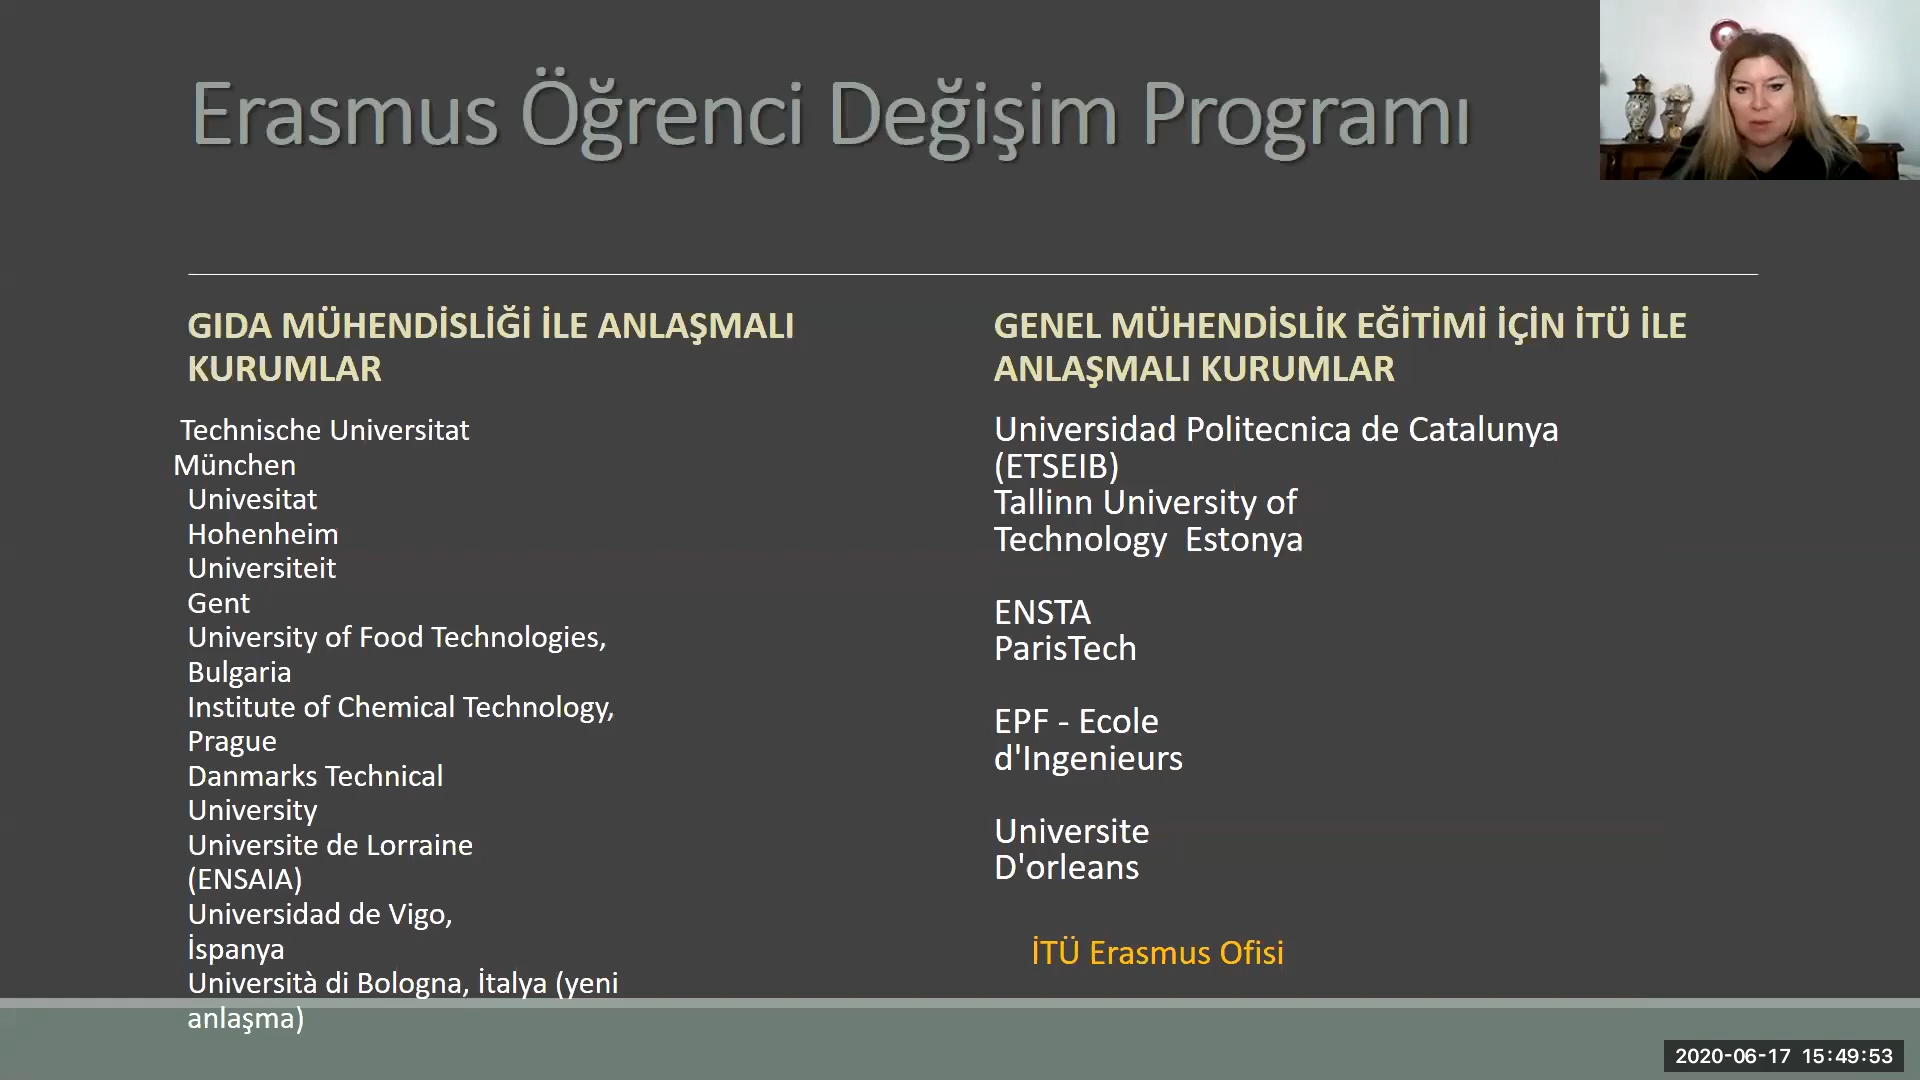 Erasmus Öğrenci Değişim Programı
GIDA MÜHENDİSLİĞİ İLE ANLAŞMALI
KURUMLAR
Technische Universitat
München
Univesitat
Hohenheim
Universiteit
Gent
University of Food Technologies,
Bulgaria
Institute of Chemical Technology,
Prague
Danmarks Technical
University
Universite de Lorraine
(ENSAIA)
Universidad de Vigo,
İspanya
Università di Bologna, İtalya (yeni
anlaşma)
GENEL MÜHENDİSLİK EĞİTİMİ İÇİN İTÜ İLE
ANLAŞMALI KURUMLAR
Universidad Politecnica de Catalunya
(ETSEIB)
Tallinn University of
Technology  Estonya
ENSTA
ParisTech
EPF - Ecole
d'Ingenieurs
Universite
D'orleans
İTÜ Erasmus Ofisi
2020-06-17 15:49:53